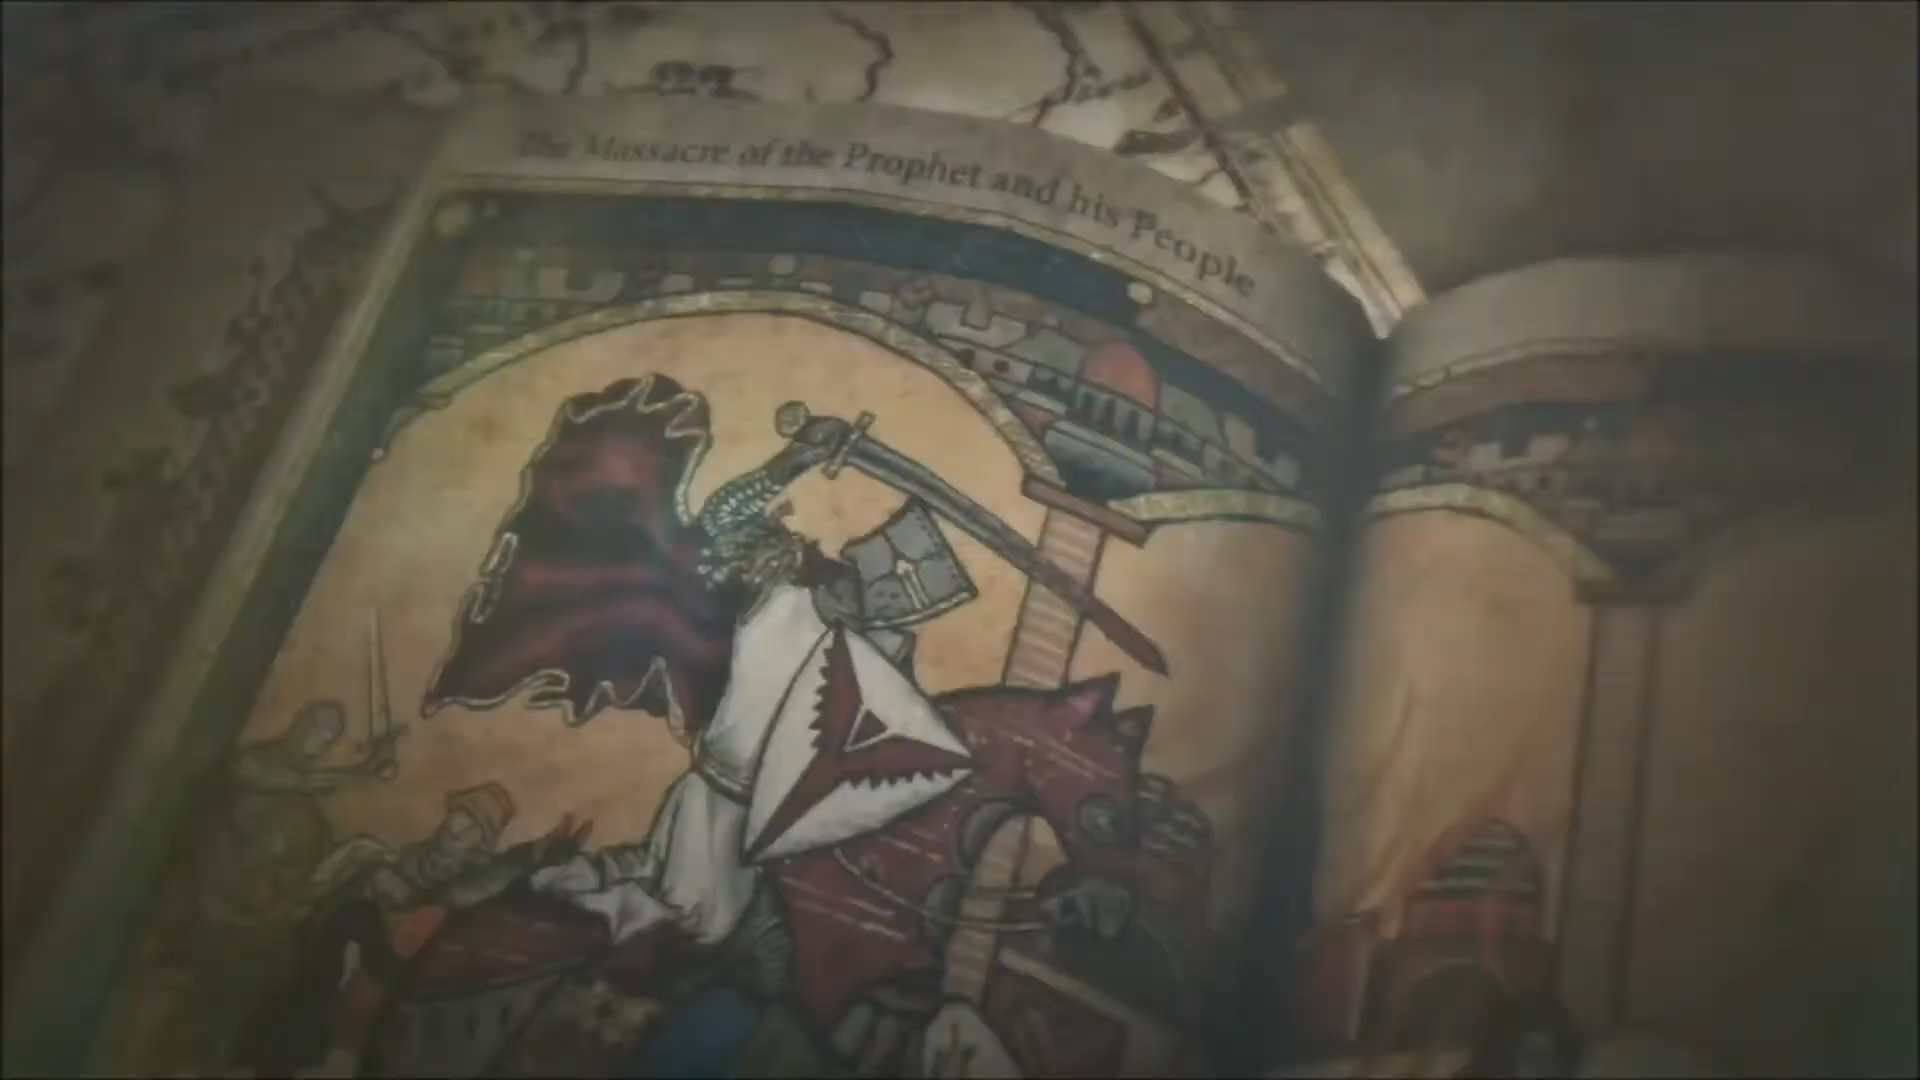 The Massacre of the Prophet and his People